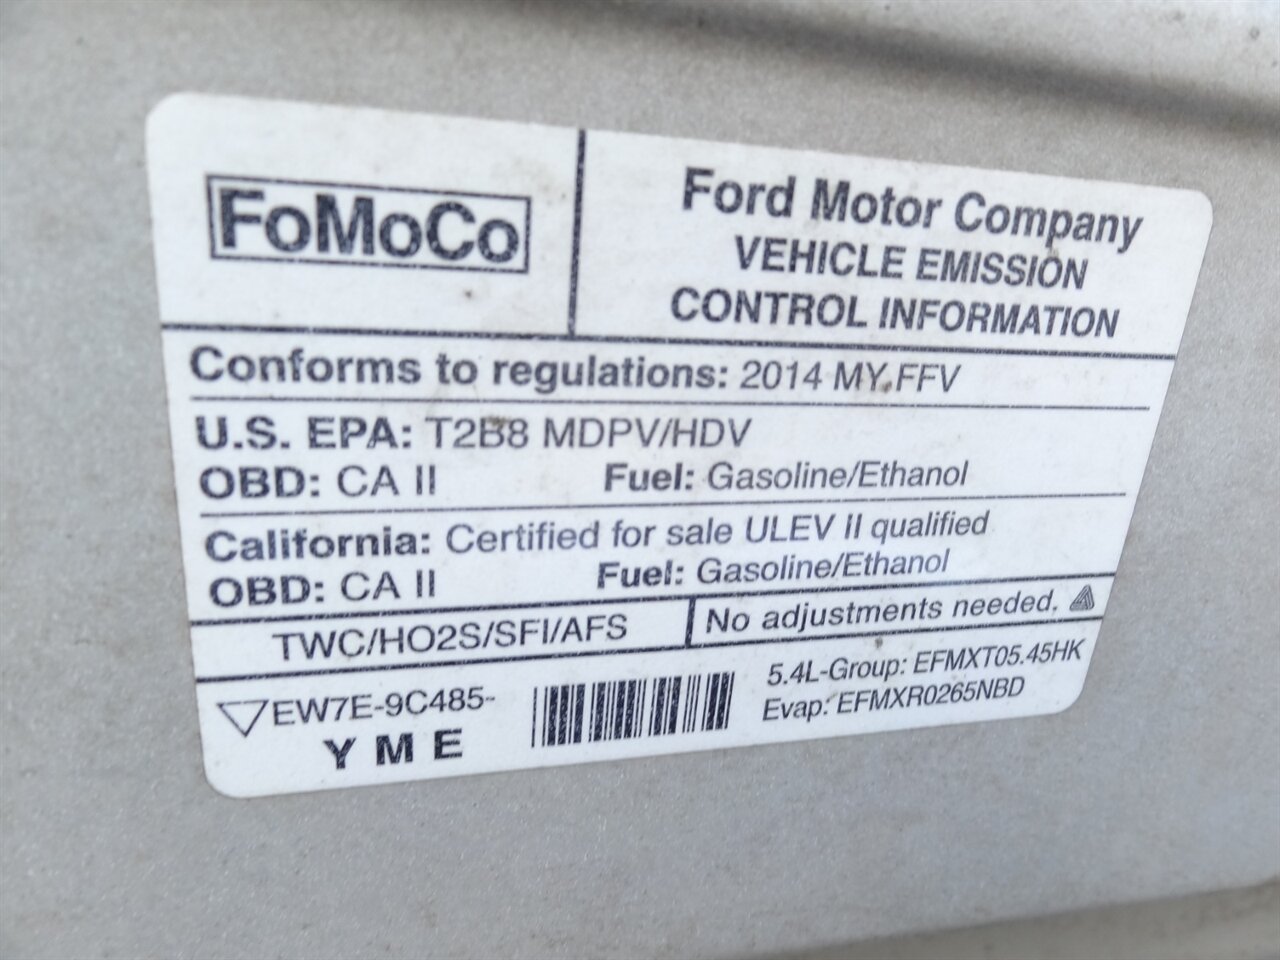 FoMoCo
Ford Motor Company
VEHICLE EMISSION
CONTROL INFORMATION
Conforms to regulations: 2014 MY FFV
U.S. EPA: T2B8 MDPV/HDV
OBD: CA II Fuel: Gasoline/Ethanol
California: Certified for sale ULEV II qualified
OBD: CA II Fuel: Gasoline/Ethanol
TWC/HO2S/SFI/AFS
No adjustments needed.
EW7E-9C485-
YME
5.4L-Group: EFMXT05.45HK
Evap: EFMXR0265NBD